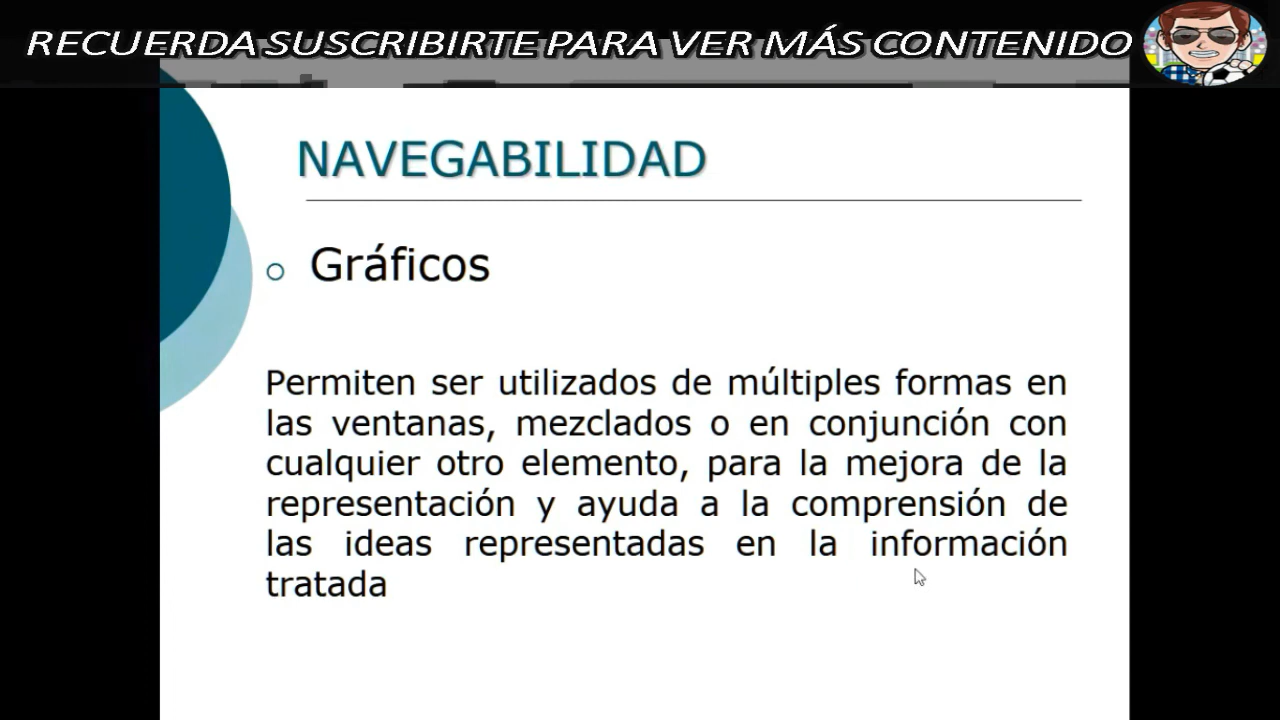 RECUERDA SUSCRIBIRTE PARA VER MÁS CONTENIDO
NAVEGABILIDAD
Gráficos
Permiten ser utilizados de múltiples formas en
las ventanas, mezclados o en conjunción con
cualquier otro elemento, para la mejora de la
representación y ayuda a la comprensión de
las ideas representadas en la información
tratada